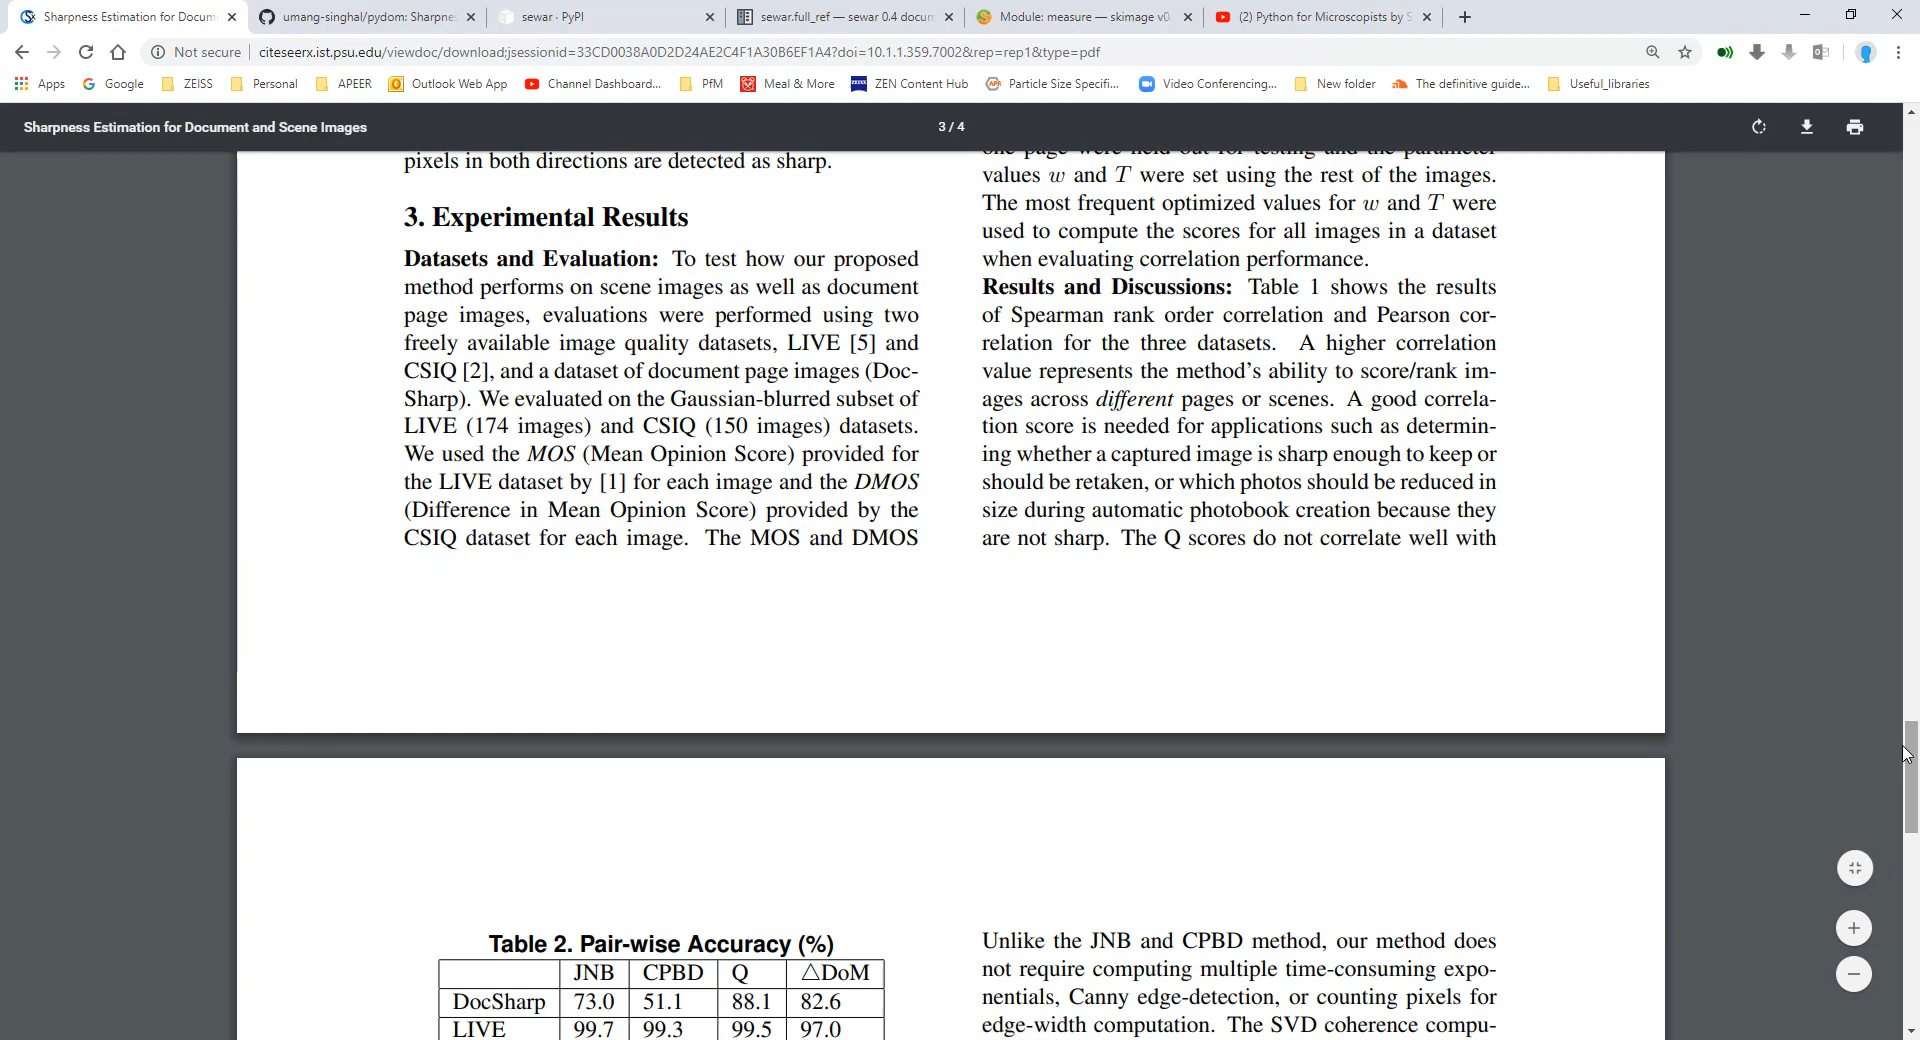 Sharpness Estimation for Docum
umang-singhal/pydom: Sharpne
sewar · PyPI
sewar.full_ref — sewar 0.4 docum
Module: measure — skimage v0
(2) Python for Microscopists by S
Not secure
citeseerx.ist.psu.edu/viewdoc/download;jsessionid=33CD0038A0D2D24AE2C4F1A30B6EF1A4?doi=10.1.1.359.7002&rep=rep1&type=pdf
Apps
Google
ZEISS
Personal
APEER
Outlook Web App
Channel Dashboard...
PfM
Meal & More
ZEN Content Hub
Particle Size Specifi...
Video Conferencing...
New folder
The definitive guide...
Useful_libraries
Sharpness Estimation for Document and Scene Images
3 / 4
pixels in both directions are detected as sharp.
3. Experimental Results
Datasets and Evaluation: To test how our proposed
method performs on scene images as well as document
page images, evaluations were performed using two
freely available image quality datasets, LIVE [5] and
CSIQ [2], and a dataset of document page images (Doc-
Sharp). We evaluated on the Gaussian-blurred subset of
LIVE (174 images) and CSIQ (150 images) datasets.
We used the MOS (Mean Opinion Score) provided for
the LIVE dataset by [1] for each image and the DMOS
(Difference in Mean Opinion Score) provided by the
CSIQ dataset for each image. The MOS and DMOS
one page were held out for testing and the parameter
values w and T were set using the rest of the images.
The most frequent optimized values for w and T were
used to compute the scores for all images in a dataset
when evaluating correlation performance.
Results and Discussions: Table 1 shows the results
of Spearman rank order correlation and Pearson cor-
relation for the three datasets. A higher correlation
value represents the method's ability to score/rank im-
ages across different pages or scenes. A good correla-
tion score is needed for applications such as determin-
ing whether a captured image is sharp enough to keep or
should be retaken, or which photos should be reduced in
size during automatic photobook creation because they
are not sharp. The Q scores do not correlate well with
Table 2. Pair-wise Accuracy (%)
JNB CPBD Q △DoM
DocSharp 73.0 51.1 88.1 82.6
LIVE 99.7 99.3 99.5 97.0
Unlike the JNB and CPBD method, our method does
not require computing multiple time-consuming expo-
nentials, Canny edge-detection, or counting pixels for
edge-width computation. The SVD coherence compu-